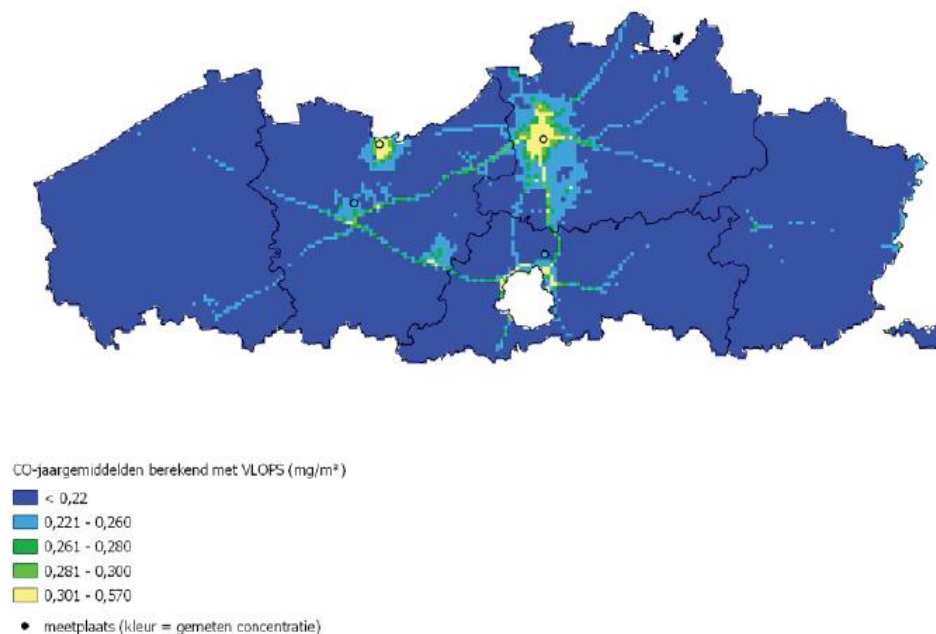 CO-jaargemiddelden berekend met VLOPS (mg/m³)
< 0,22
0,221 - 0,260
0,261 - 0,280
0,281 - 0,300
0,301 - 0,570
meetplaats (kleur = gemeten concentratie)